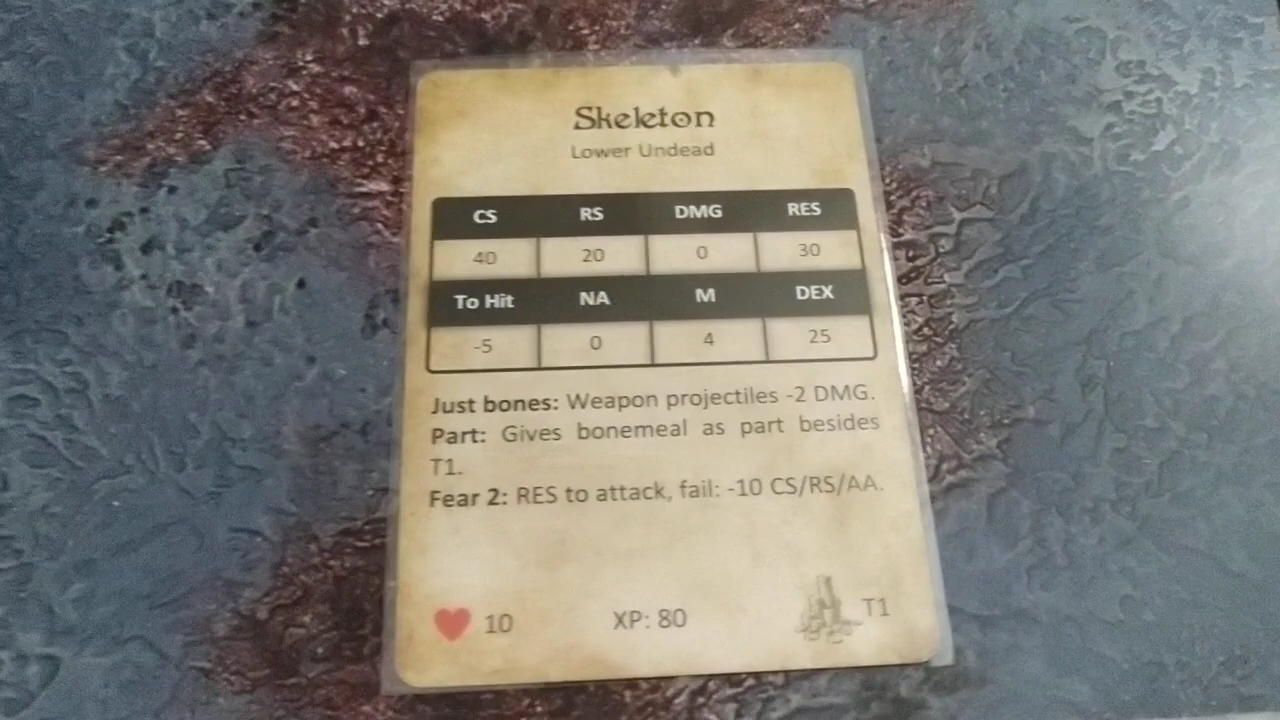 Skeleton
Lower Undead
CS RS DMG RES
40 20 0 30
To Hit NA M DEX
-5 0 4 25
Just bones: Weapon projectiles -2 DMG.
Part: Gives bonemeal as part besides
T1.
Fear 2: RES to attack, fail: -10 CS/RS/AA.
10 XP: 80 T1